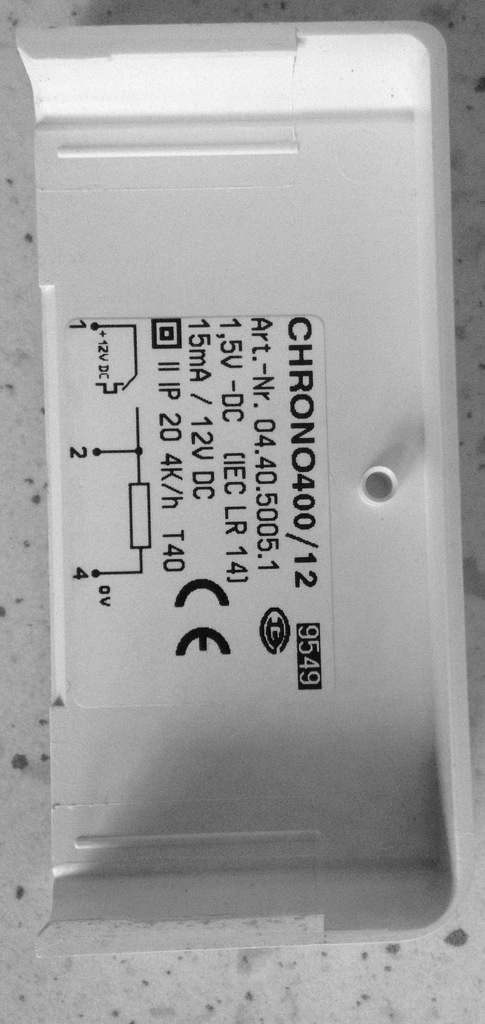 CHRONO400/12 9549
Art.-Nr. 04.40.5005.1
1,5V -DC (IEC LR 14)
15mA / 12V DC
II IP 20 4K/h T40
CE
1 2 4
+ 12V DC 0V